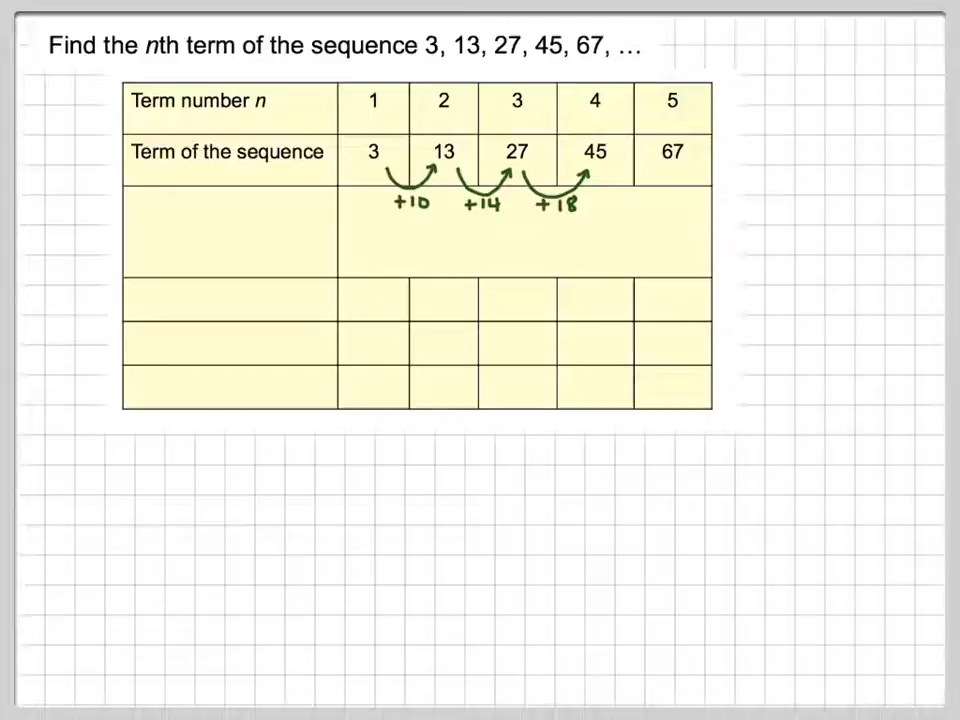 Find the nth term of the sequence 3, 13, 27, 45, 67, …
Term number n 1 2 3 4 5
Term of the sequence 3 13 27 45 67
+10 +14 +18